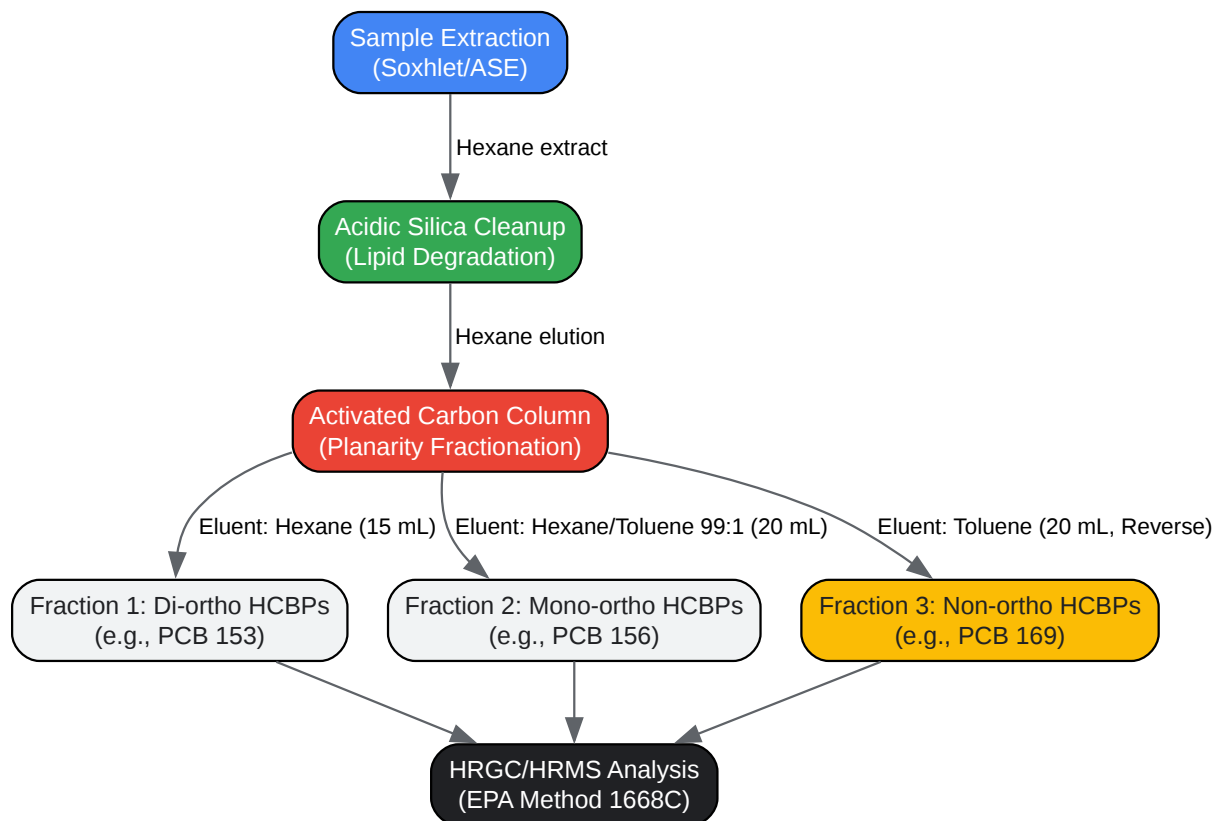 Sample Extraction
(Soxhlet/ASE)
Hexane extract
Acidic Silica Cleanup
(Lipid Degradation)
Hexane elution
Activated Carbon Column
(Planarity Fractionation)
Eluent: Hexane (15 mL)
Eluent: Hexane/Toluene 99:1 (20 mL)
Eluent: Toluene (20 mL, Reverse)
Fraction 1: Di-ortho HCBPs
(e.g., PCB 153)
Fraction 2: Mono-ortho HCBPs
(e.g., PCB 156)
Fraction 3: Non-ortho HCBPs
(e.g., PCB 169)
HRGC/HRMS Analysis
(EPA Method 1668C)